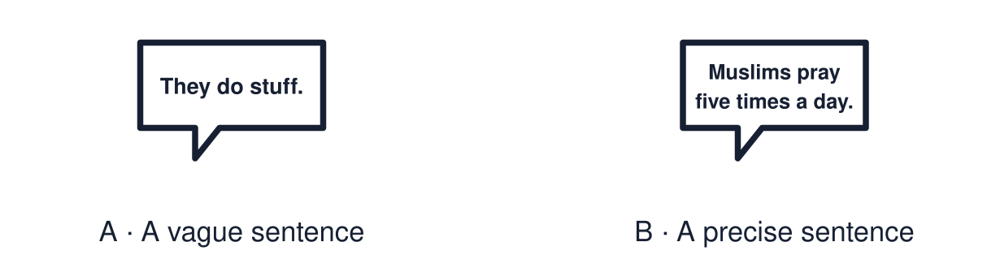 They do stuff.
Muslims pray
five times a day.
A · A vague sentence
B · A precise sentence